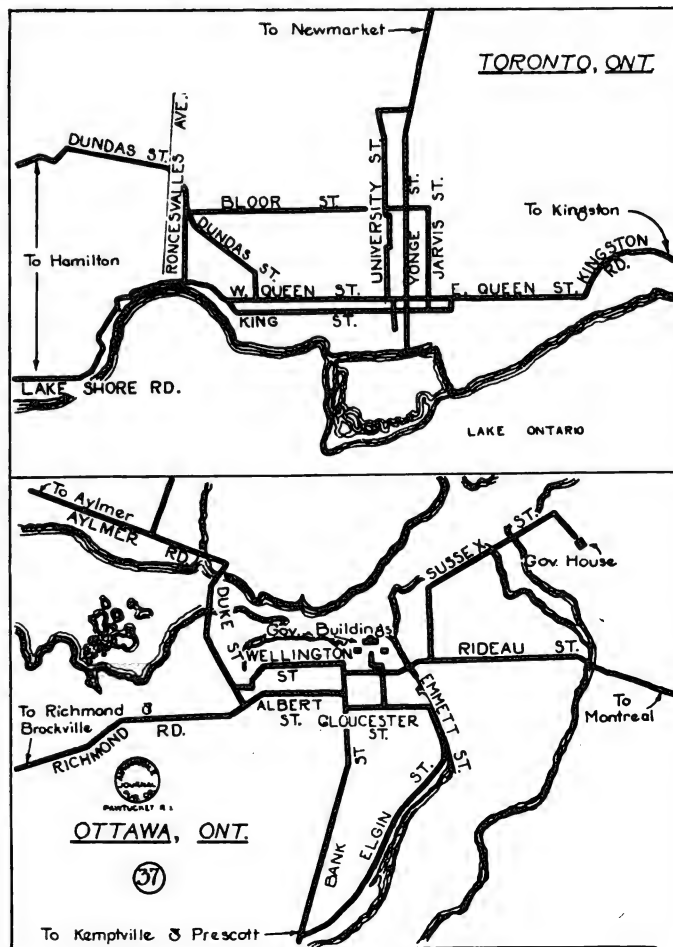 To Newmarket
TORONTO, ONT.
DUNDAS ST.
RONCESVALLES AVE.
BLOOR ST.
DUNDAS ST.
UNIVERSITY ST.
YONGE ST.
JARVIS ST.
To Kingston
KINGSTON RD.
To Hamilton
W. QUEEN ST.
E. QUEEN ST.
KING ST.
LAKE SHORE RD.
LAKE ONTARIO
To Aylmer
AYLMER RD.
SUSSEX ST.
Gov. House
DUKE ST.
Gov. Buildings
WELLINGTON ST
RIDEAU ST.
EMMETT ST.
To Montreal
To Richmond &
Brockville
RICHMOND RD.
ALBERT ST.
GLOUCESTER ST.
JOURNAL
PAWTUCKET R.I.
OTTAWA, ONT.
37
BANK ST
ELGIN ST.
To Kemptville & Prescott